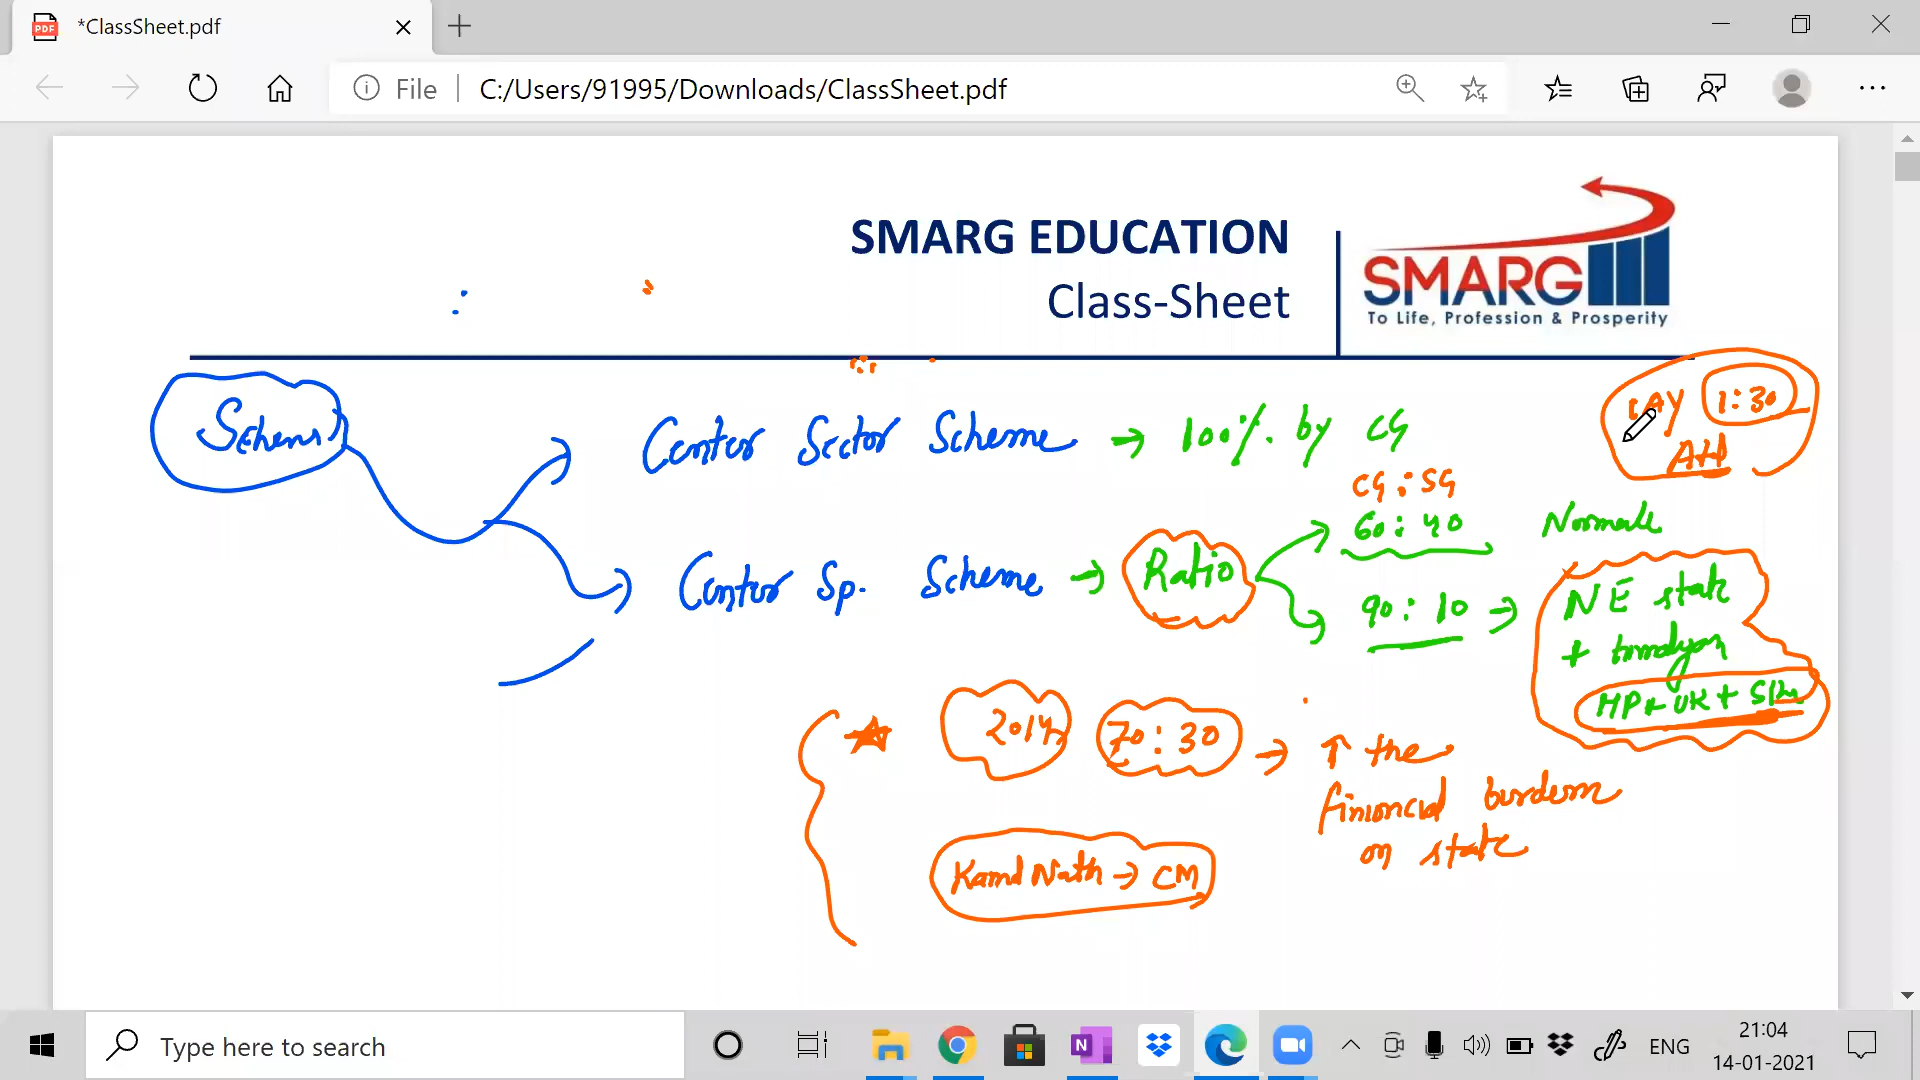 *ClassSheet.pdf
File
C:/Users/91995/Downloads/ClassSheet.pdf
SMARG EDUCATION
Class-Sheet
SMARG
To Life, Profession & Prosperity
1:30
AH
Center Sector Scheme → 100% by CG
CG : SG
60 : 40 Normal
Center Sp. Scheme → Ratio
90 : 10 → NE state
+
HP + UK +
2014 70 : 30 → ↑ the
financial burden
on state
Kamal Nath → CM
Type here to search
ENG
21:04
14-01-2021